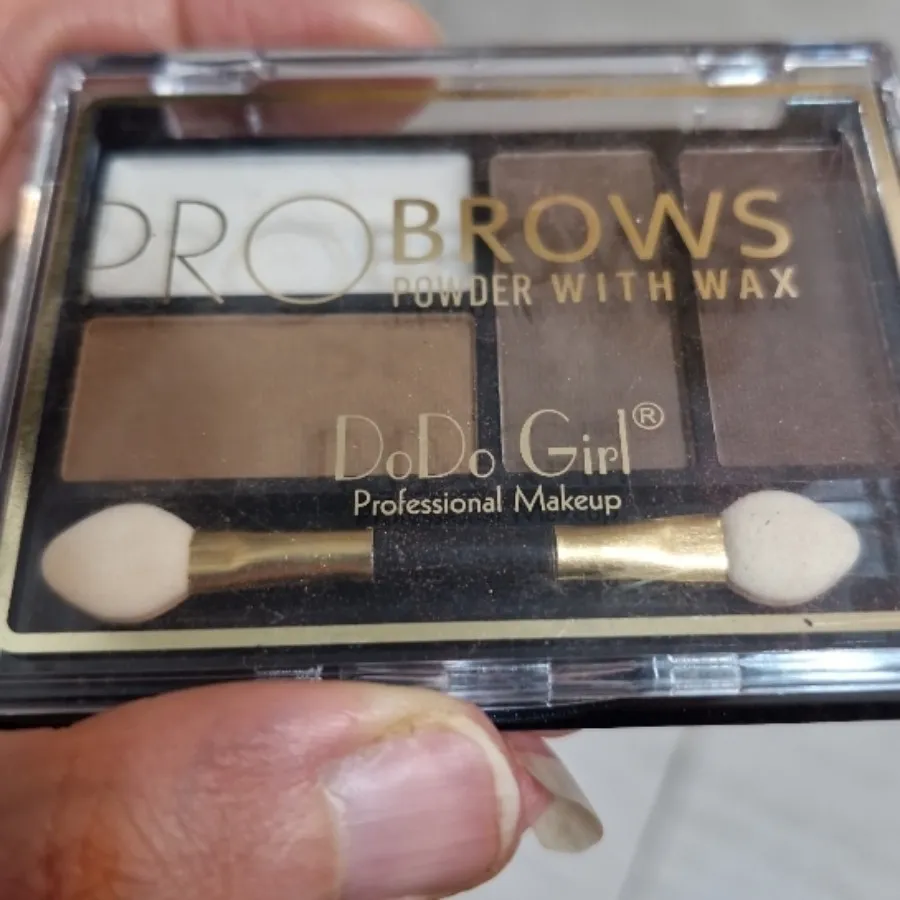 PRO BROWS
POWDER WITH WAX
DoDo Girl®
Professional Makeup